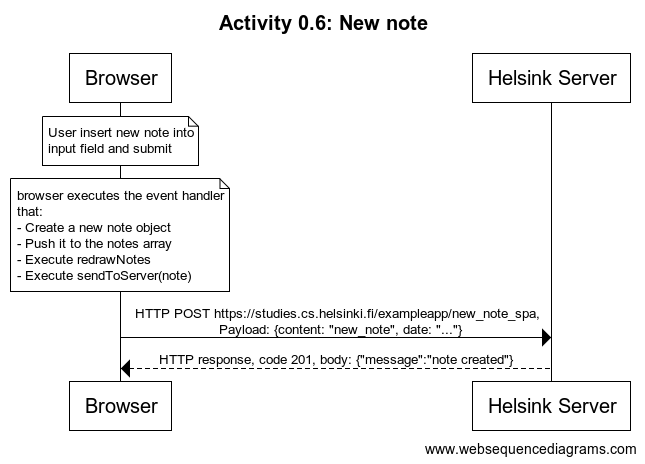 Activity 0.6: New note
Browser
Helsink Server
User insert new note into
input field and submit
browser executes the event handler
that:
- Create a new note object
- Push it to the notes array
- Execute redrawNotes
- Execute sendToServer(note)
HTTP POST https://studies.cs.helsinki.fi/exampleapp/new_note_spa,
Payload: {content: "new_note", date: "..."}
HTTP response, code 201, body: {"message":"note created"}
Browser
Helsink Server
www.websequencediagrams.com